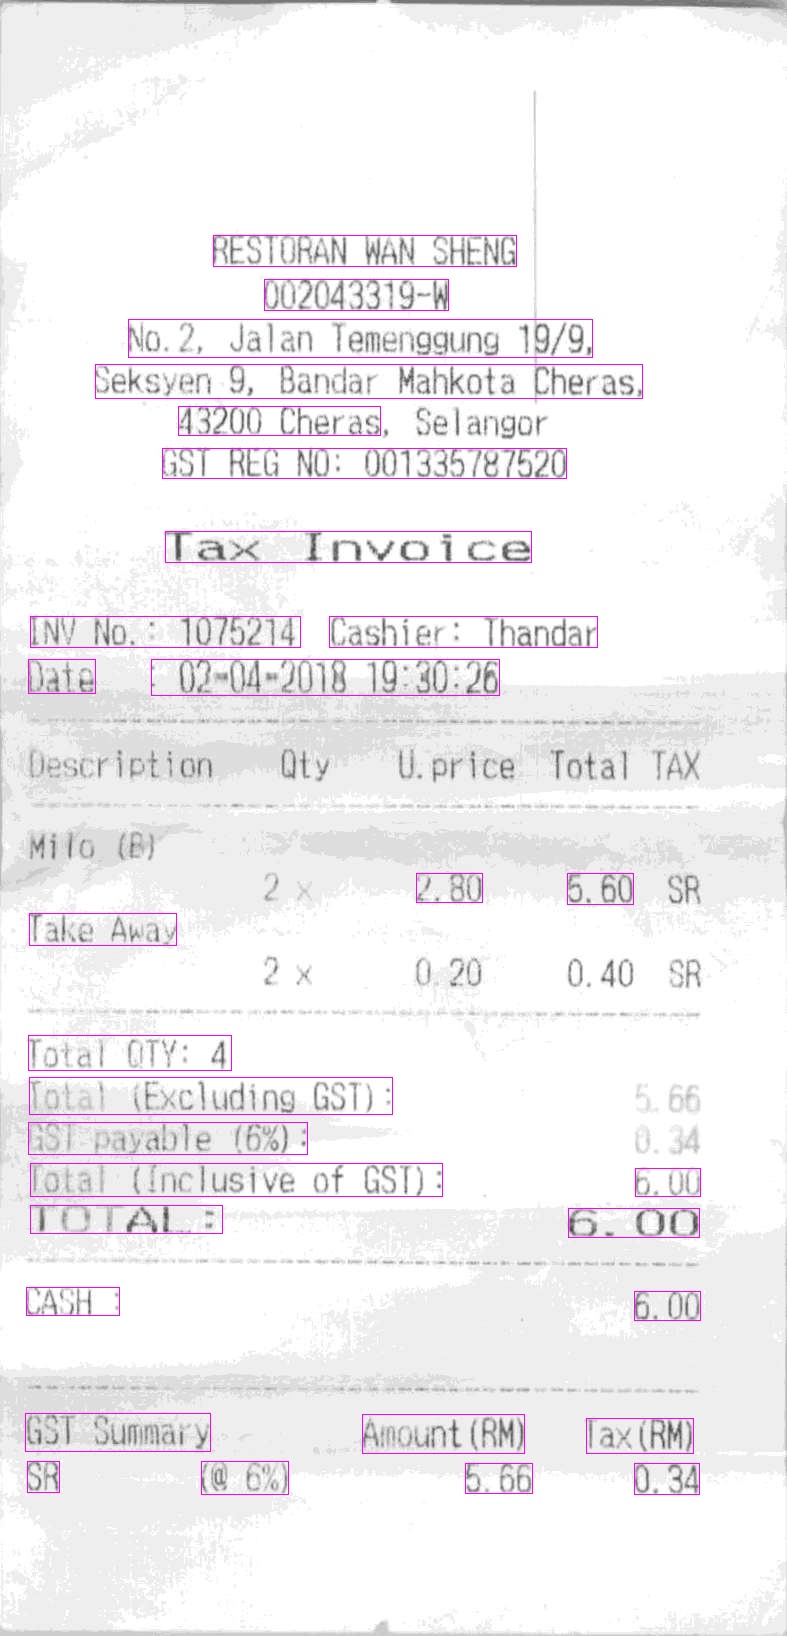 RESTORAN WAN SHENG
002043319-W
No.2, Jalan Temenggung 19/9,
Seksyen 9, Bandar Mahkota Cheras,
43200 Cheras, Selangor
GST REG NO: 001335787520
Tax Invoice
INV No.: 1075214 Cashier: Thandar
Date : 02-04-2018 19:30:26
Description Qty U.price Total TAX
Milo (B)
2 x 2.80 5.60 SR
Take Away
2 x 0.20 0.40 SR
Total QTY: 4
Total (Excluding GST): 5.66
GST payable (6%): 0.34
Total (Inclusive of GST): 6.00
TOTAL: 6.00
CASH : 6.00
GST Summary Amount(RM) Tax(RM)
SR (@ 6%) 5.66 0.34